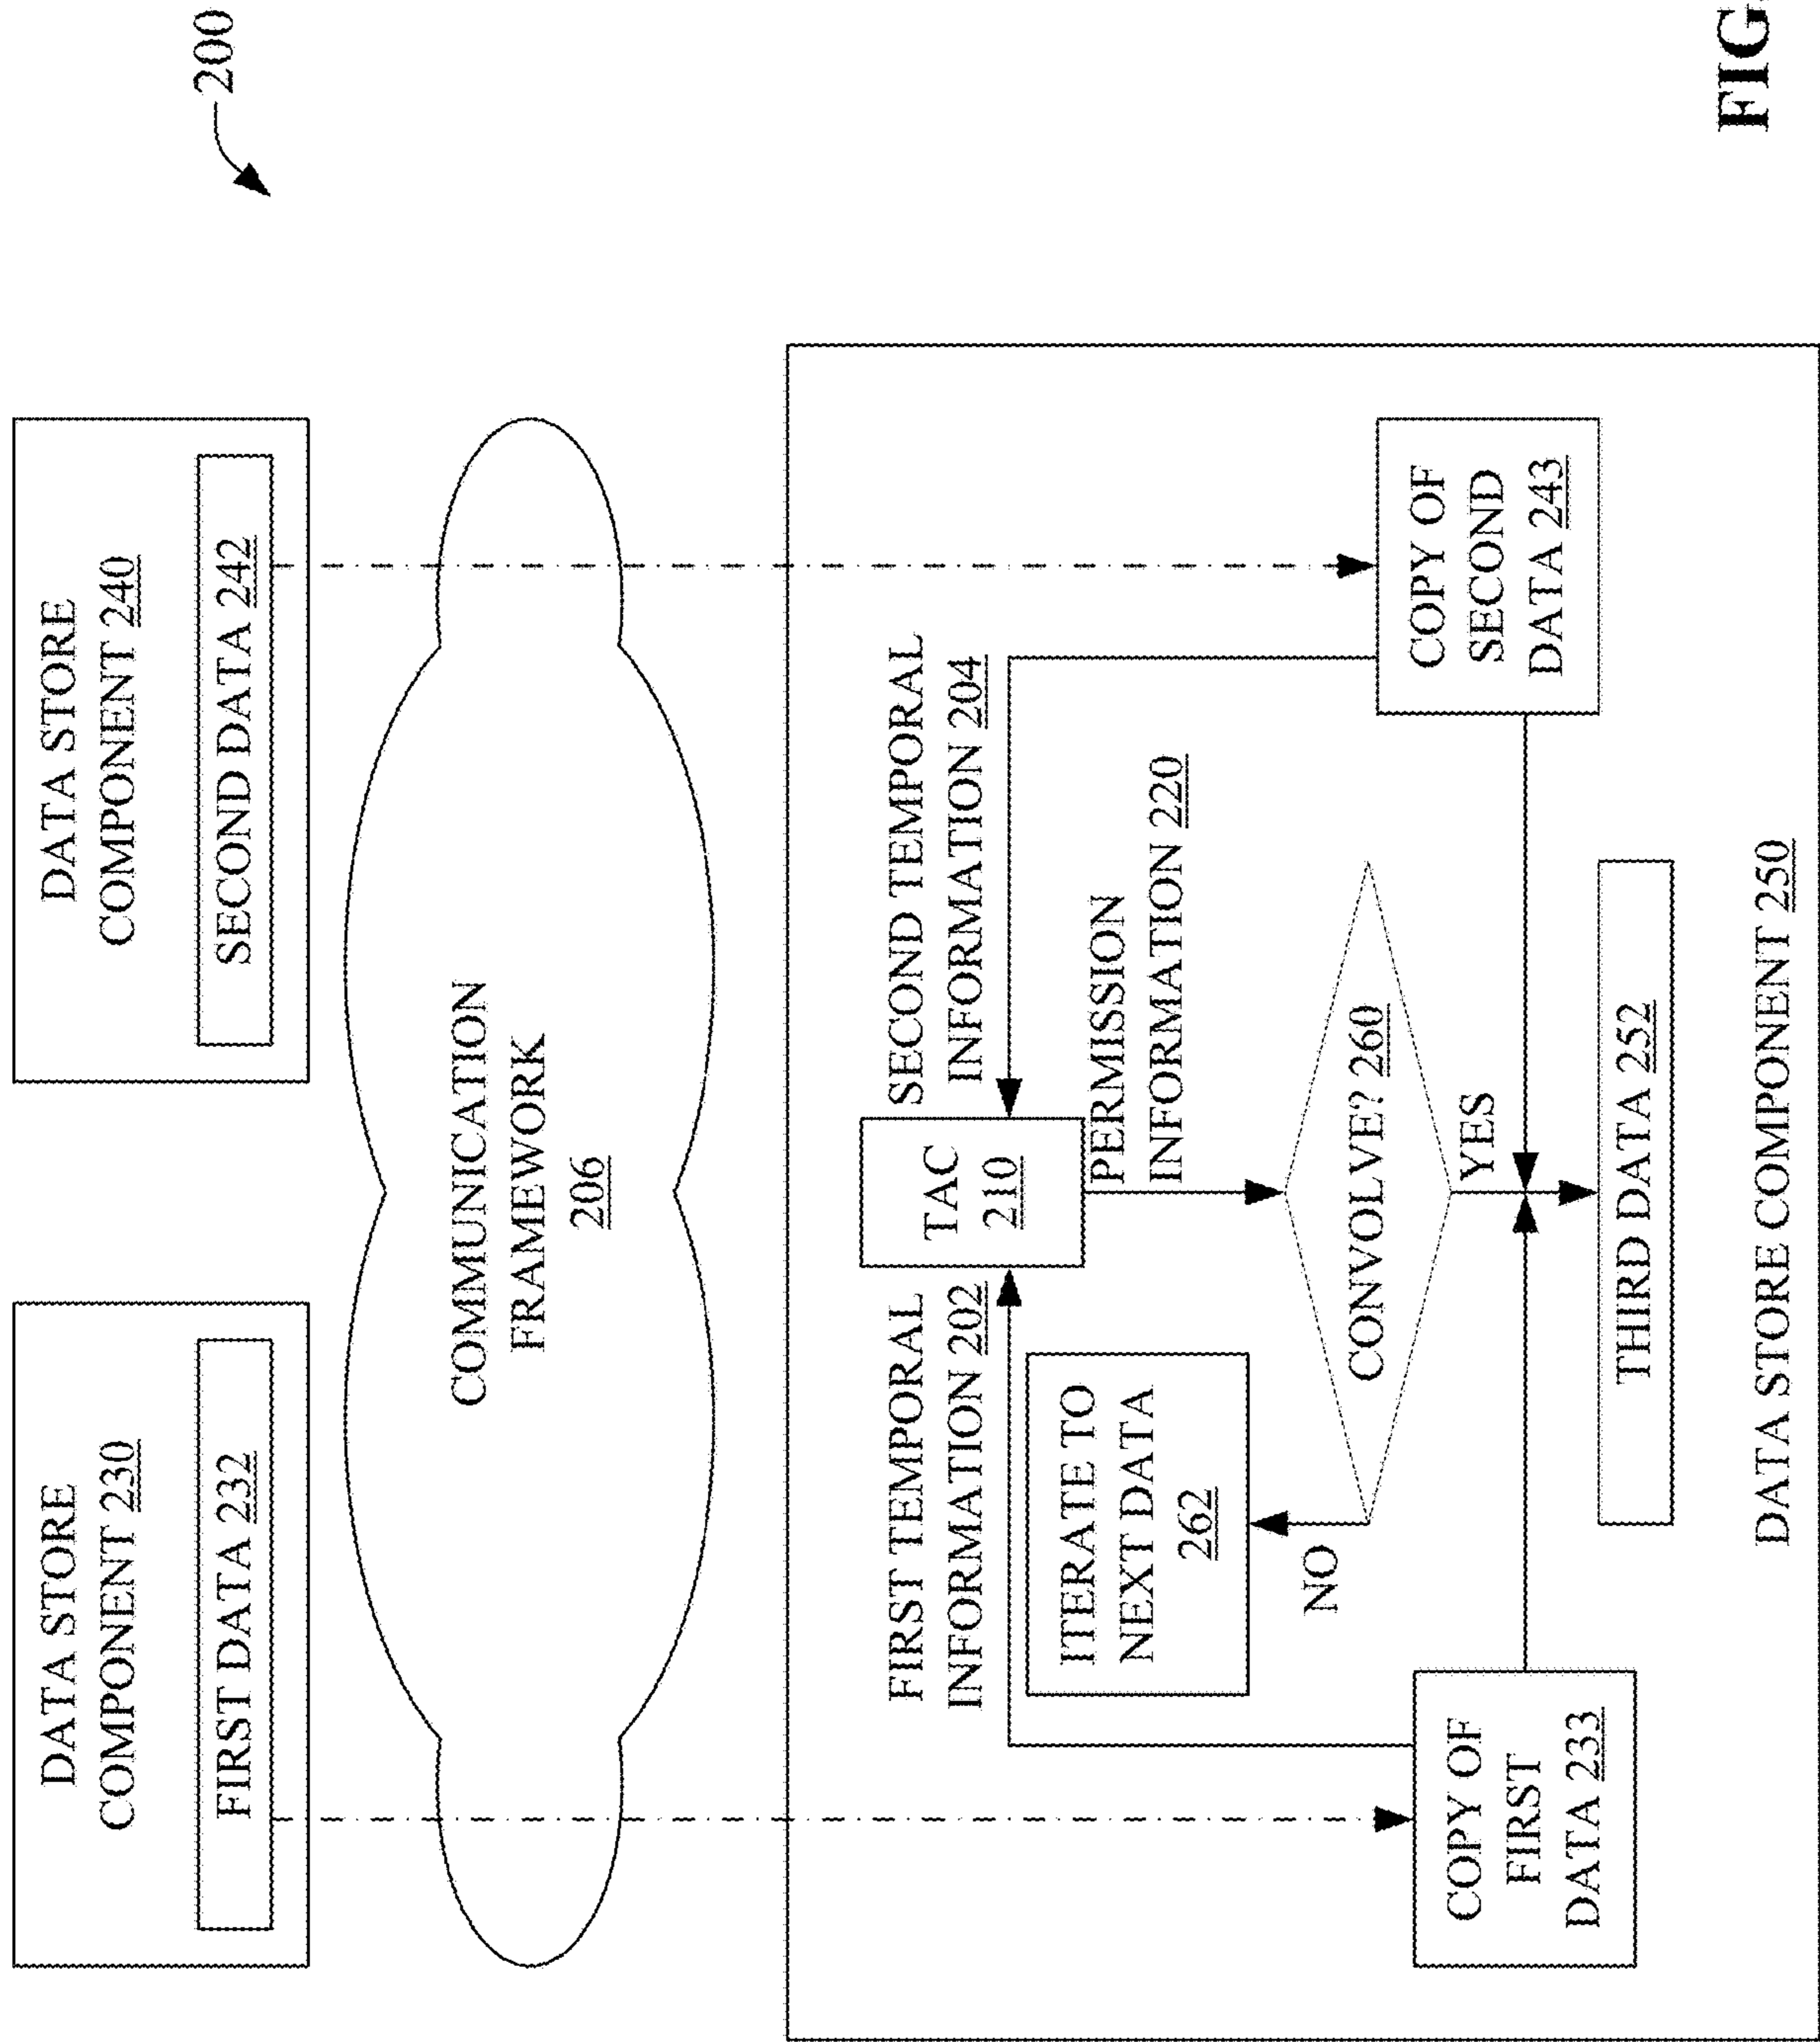 200
DATA STORE
COMPONENT 230
FIRST DATA 232
DATA STORE
COMPONENT 240
SECOND DATA 242
COMMUNICATION
FRAMEWORK
206
FIRST TEMPORAL
INFORMATION 202
SECOND TEMPORAL
INFORMATION 204
TAC
210
ITERATE TO
NEXT DATA
262
PERMISSION
INFORMATION 220
NO
CONVOLVE? 260
YES
COPY OF
FIRST
DATA 233
COPY OF
SECOND
DATA 243
THIRD DATA 252
DATA STORE COMPONENT 250
FIG